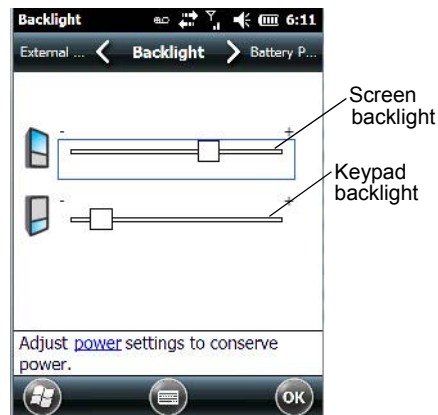 Backlight 6:11
External ... Backlight Battery P...
- +
Screen
backlight
- +
Keypad
backlight
Adjust power settings to conserve
power.
OK